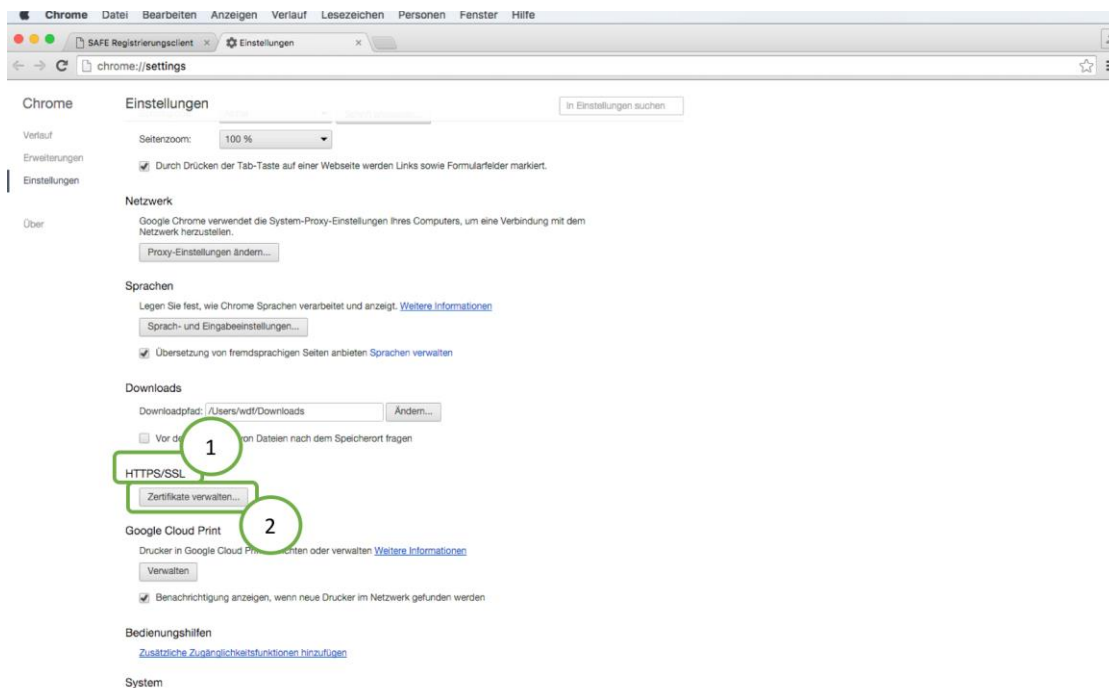 Chrome Datei Bearbeiten Anzeigen Verlauf Lesezeichen Personen Fenster Hilfe
SAFE Registrierungsclient × Einstellungen ×
chrome://settings
Chrome
Verlauf
Erweiterungen
Einstellungen
Über
Einstellungen
In Einstellungen suchen
Seitenzoom: 100 %
Durch Drücken der Tab-Taste auf einer Webseite werden Links sowie Formularfelder markiert.
Netzwerk
Google Chrome verwendet die System-Proxy-Einstellungen Ihres Computers, um eine Verbindung mit dem
Netzwerk herzustellen.
Proxy-Einstellungen ändern...
Sprachen
Legen Sie fest, wie Chrome Sprachen verarbeitet und anzeigt. Weitere Informationen
Sprach- und Eingabeeinstellungen...
Übersetzung von fremdsprachigen Seiten anbieten Sprachen verwalten
Downloads
Downloadpfad: /Users/wdf/Downloads Ändern...
Vor von Dateien nach dem Speicherort fragen
1
HTTPS/SSL
Zertifikate verwalten...
2
Google Cloud Print
Drucker in Google Cloud oder verwalten Weitere Informationen
Verwalten
Benachrichtigung anzeigen, wenn neue Drucker im Netzwerk gefunden werden
Bedienungshilfen
Zusätzliche Zugänglichkeitsfunktionen hinzufügen
System